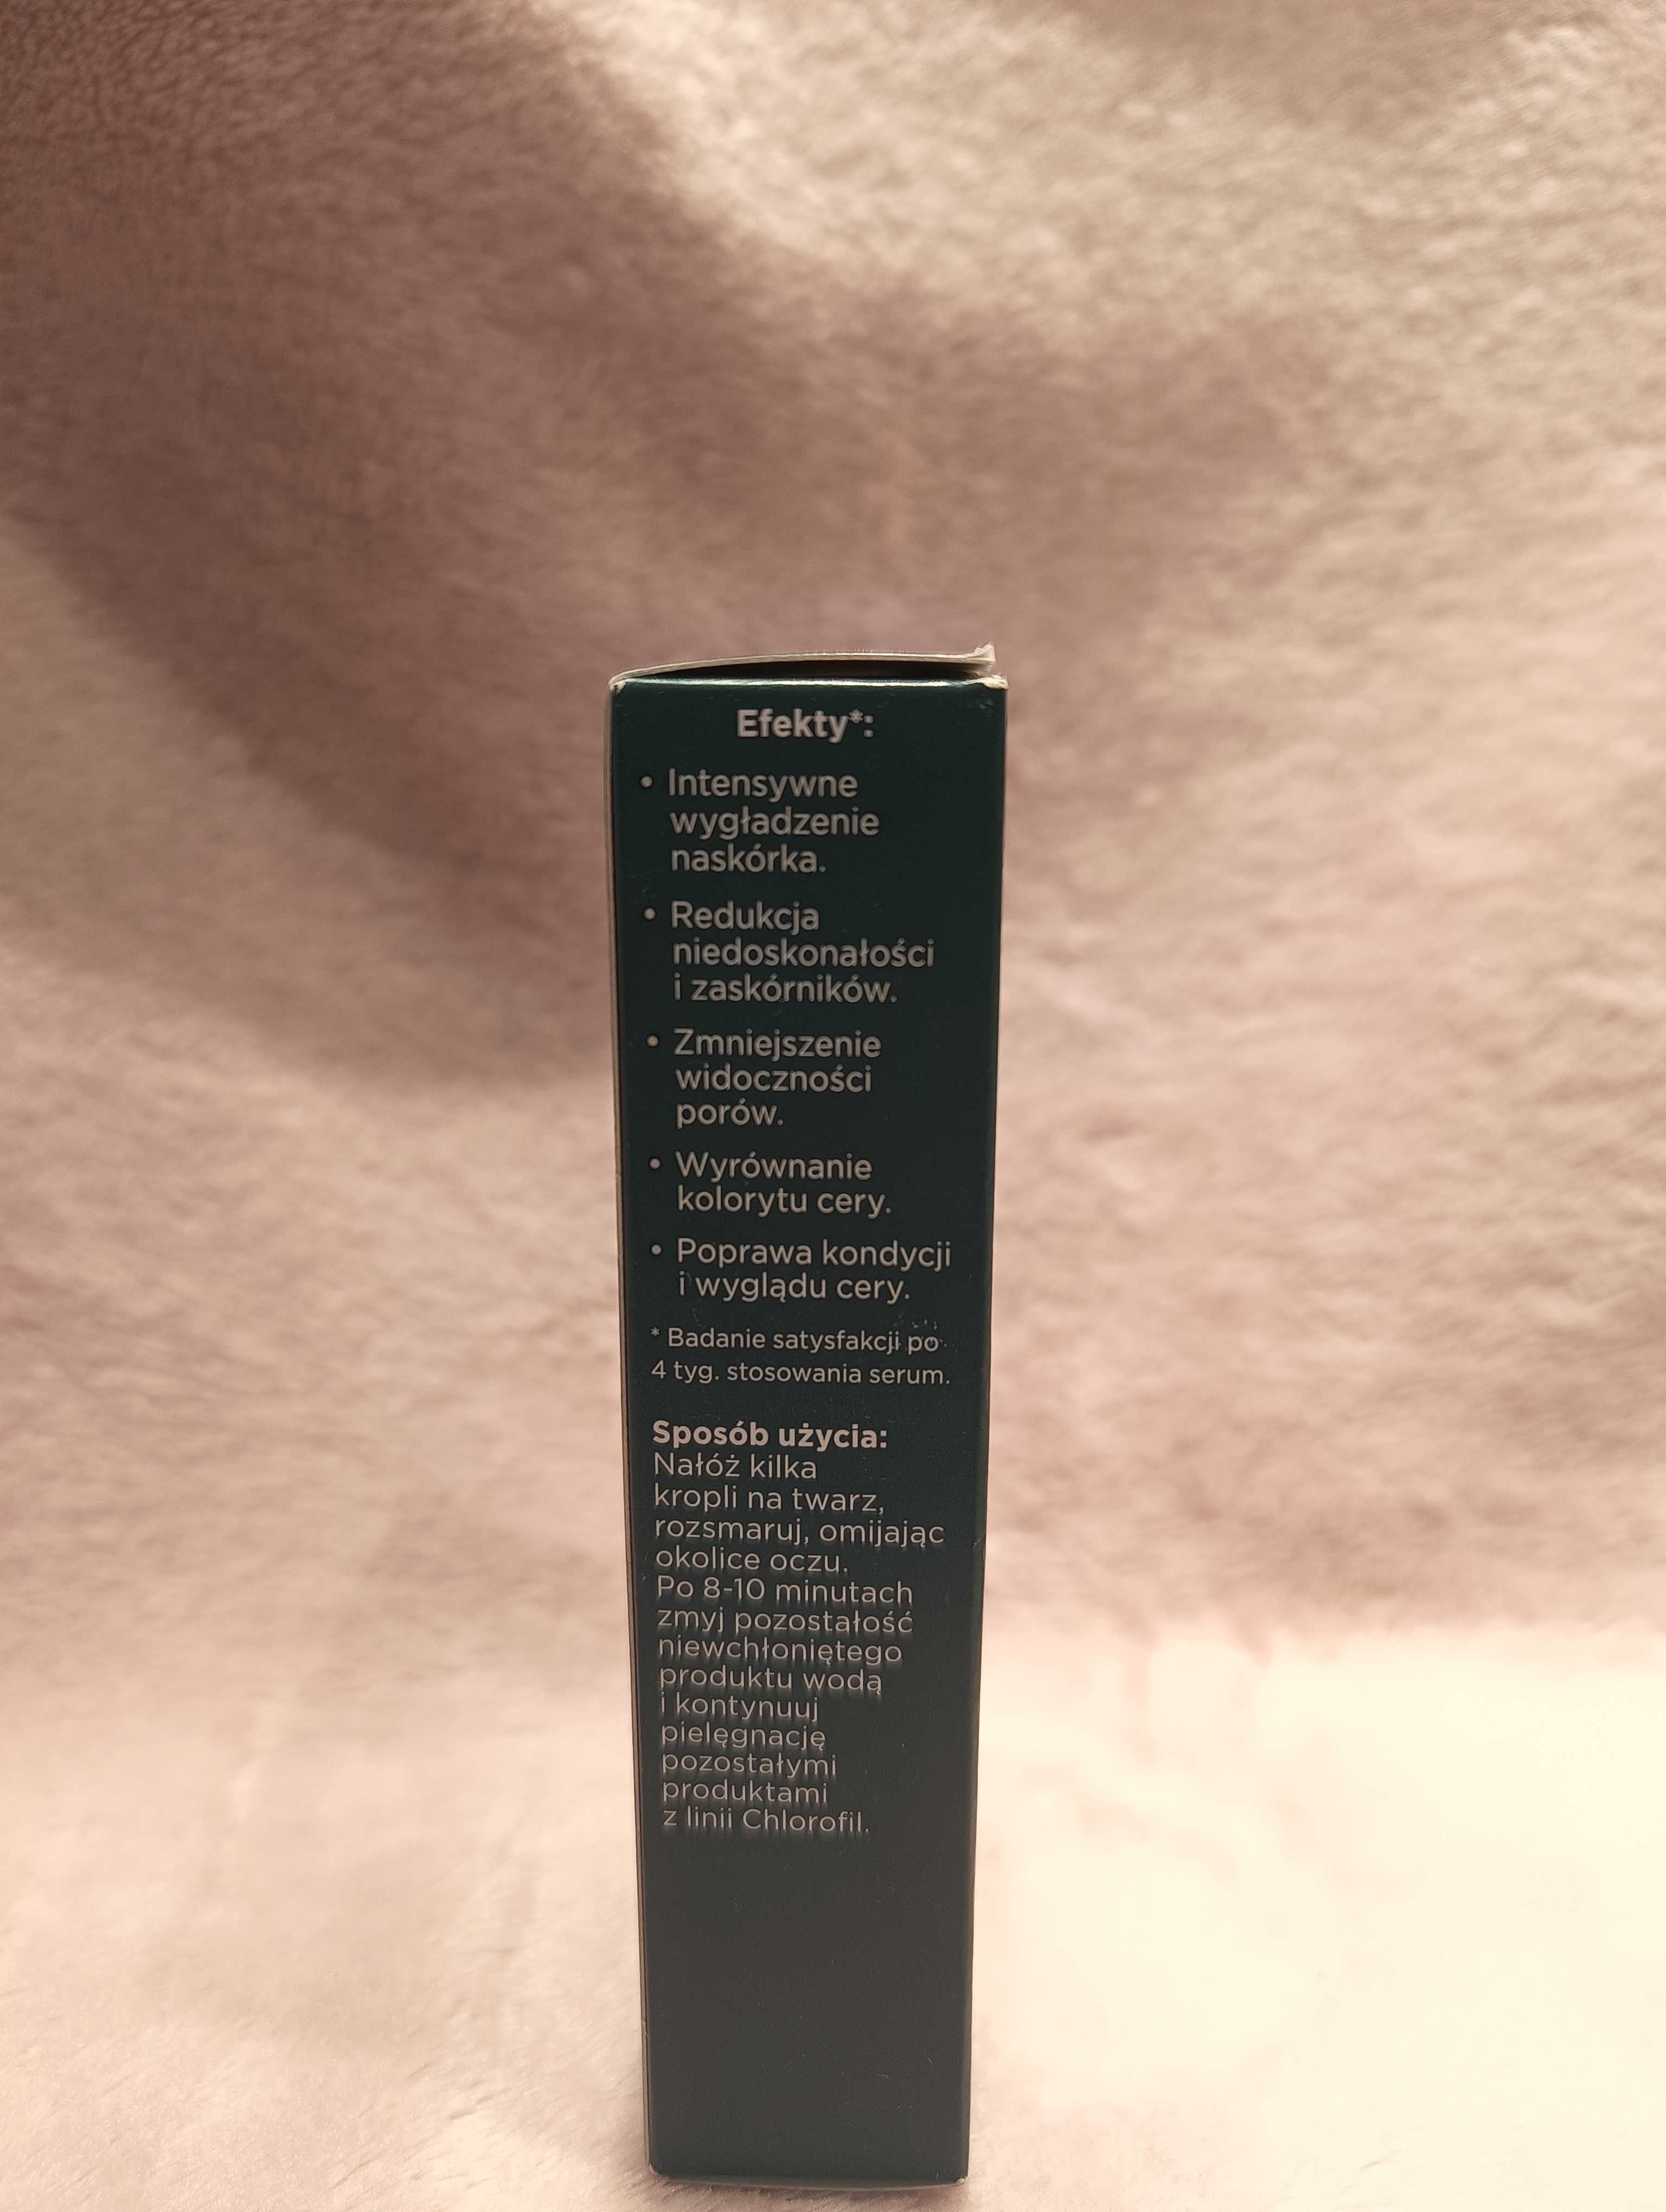 Efekty*:
• Intensywne
wygładzenie
naskórka.
• Redukcja
niedoskonałości
i zaskórników.
• Zmniejszenie
widoczności
porów.
• Wyrównanie
kolorytu cery.
• Poprawa kondycji
i wyglądu cery.
* Badanie satysfakcji po
4 tyg. stosowania serum.
Sposób użycia:
Nałóż kilka
kropli na twarz,
rozsmaruj, omijając
okolice oczu.
Po 8-10 minutach
zmyj pozostałość
niewchłoniętego
produktu wodą
i kontynuuj
pielęgnację
pozostałymi
produktami
z linii Chlorofil.